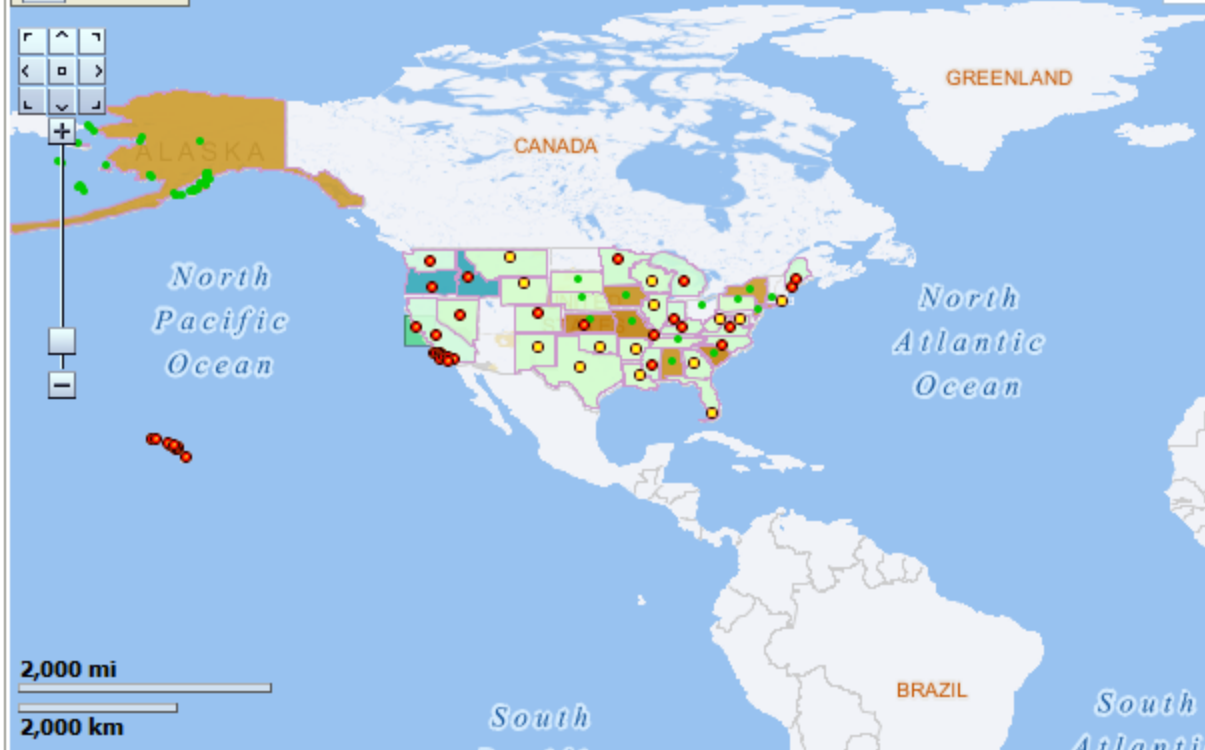 GREENLAND
CANADA
ALASKA
North
Pacific
Ocean
North
Atlantic
Ocean
2,000 mi
2,000 km
BRAZIL
South
South